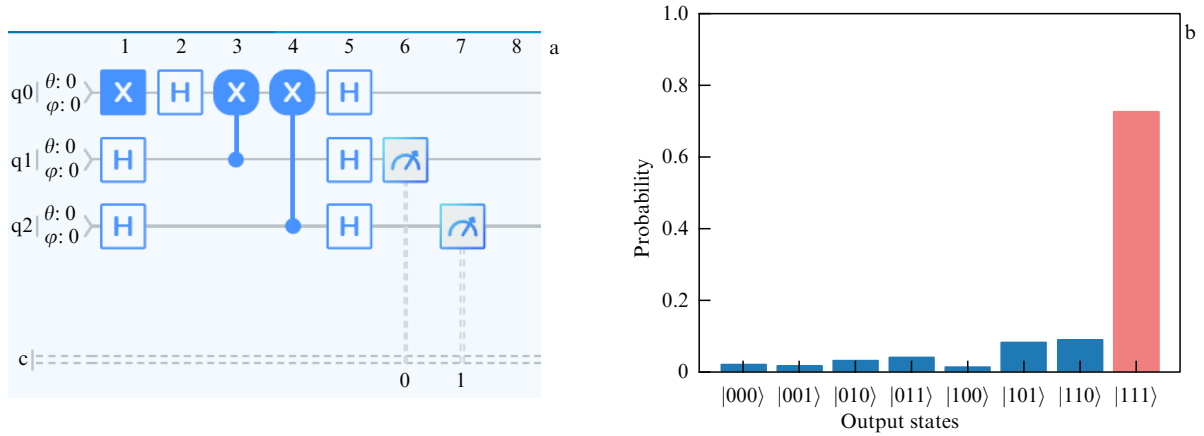 1 2 3 4 5 6 7 8
a
q0 θ: 0
φ: 0
X H X X H
q1 θ: 0
φ: 0
H H
q2 θ: 0
φ: 0
H H
c
0 1
b
1.0
0.8
0.6
0.4
0.2
0
Probability
|000⟩ |001⟩ |010⟩ |011⟩ |100⟩ |101⟩ |110⟩ |111⟩
Output states